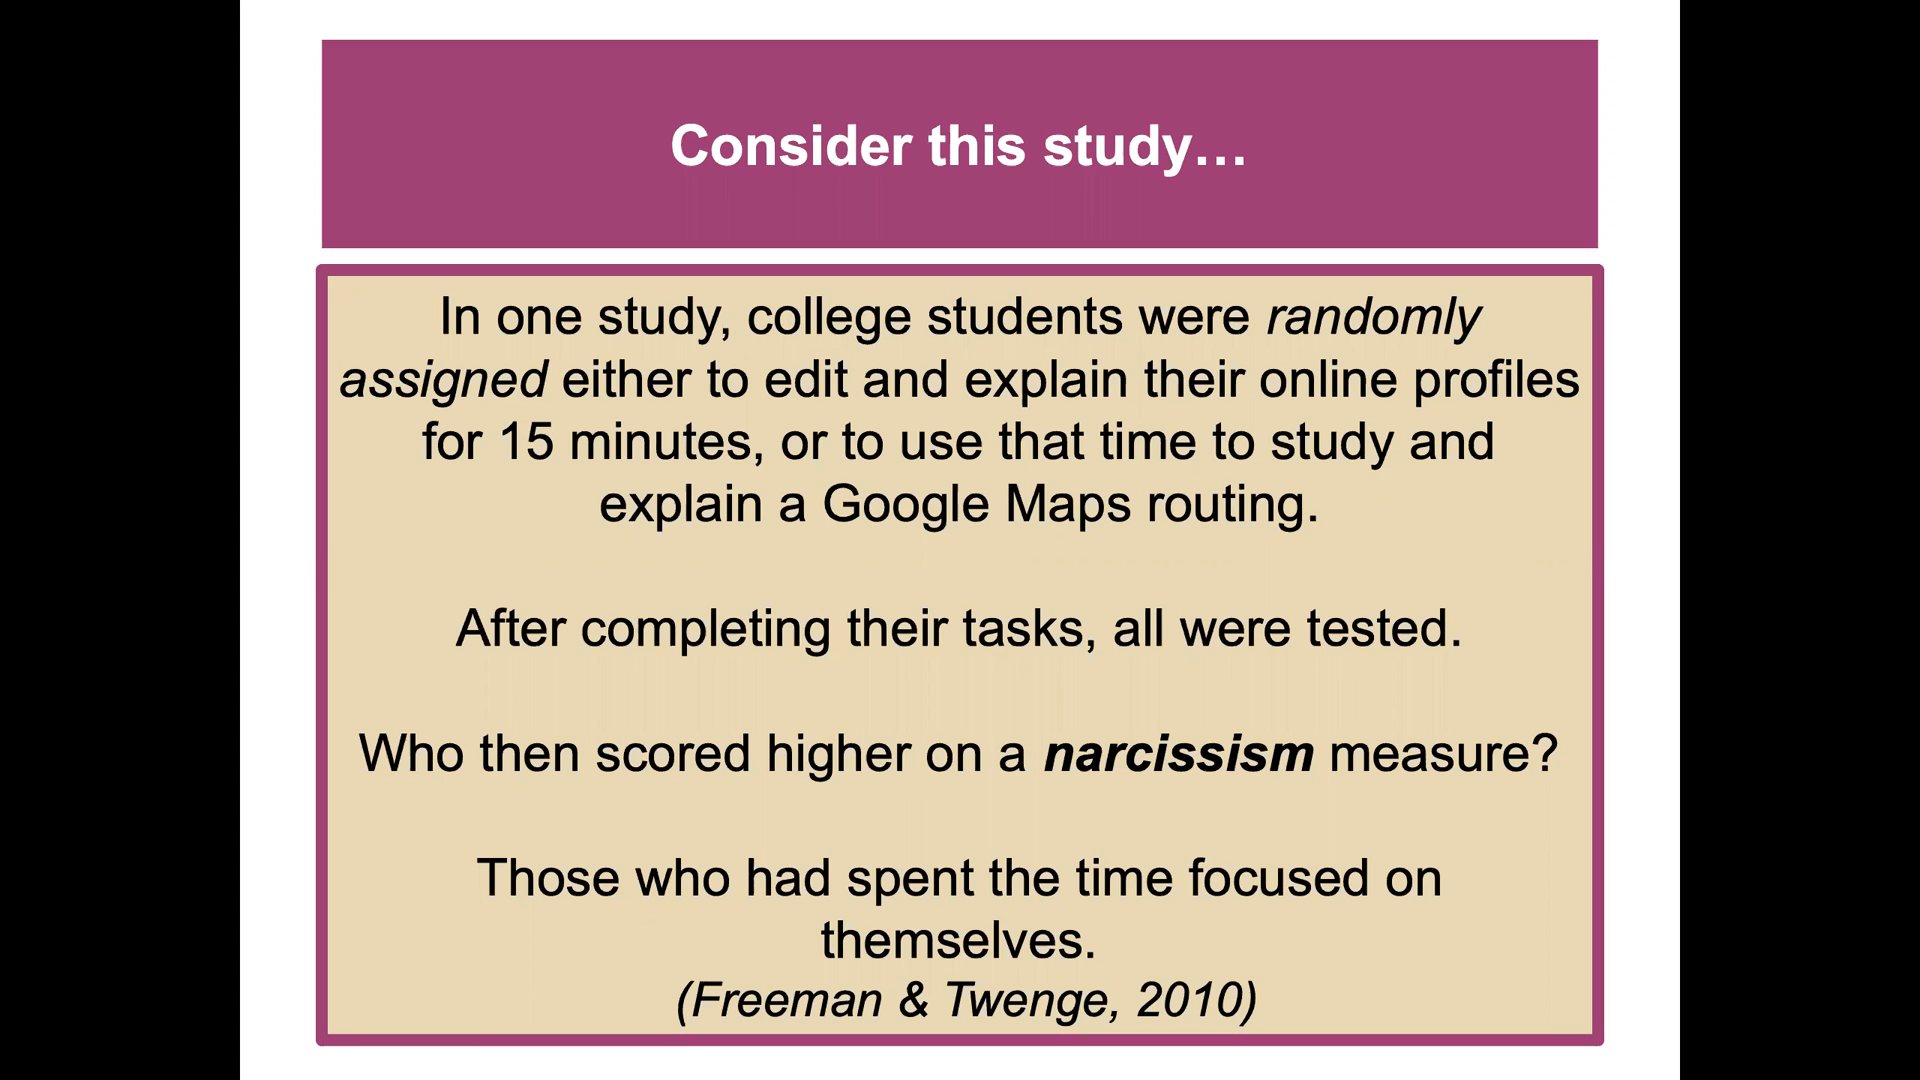 Consider this study…
In one study, college students were randomly
assigned either to edit and explain their online profiles
for 15 minutes, or to use that time to study and
explain a Google Maps routing.
After completing their tasks, all were tested.
Who then scored higher on a narcissism measure?
Those who had spent the time focused on
themselves.
(Freeman & Twenge, 2010)